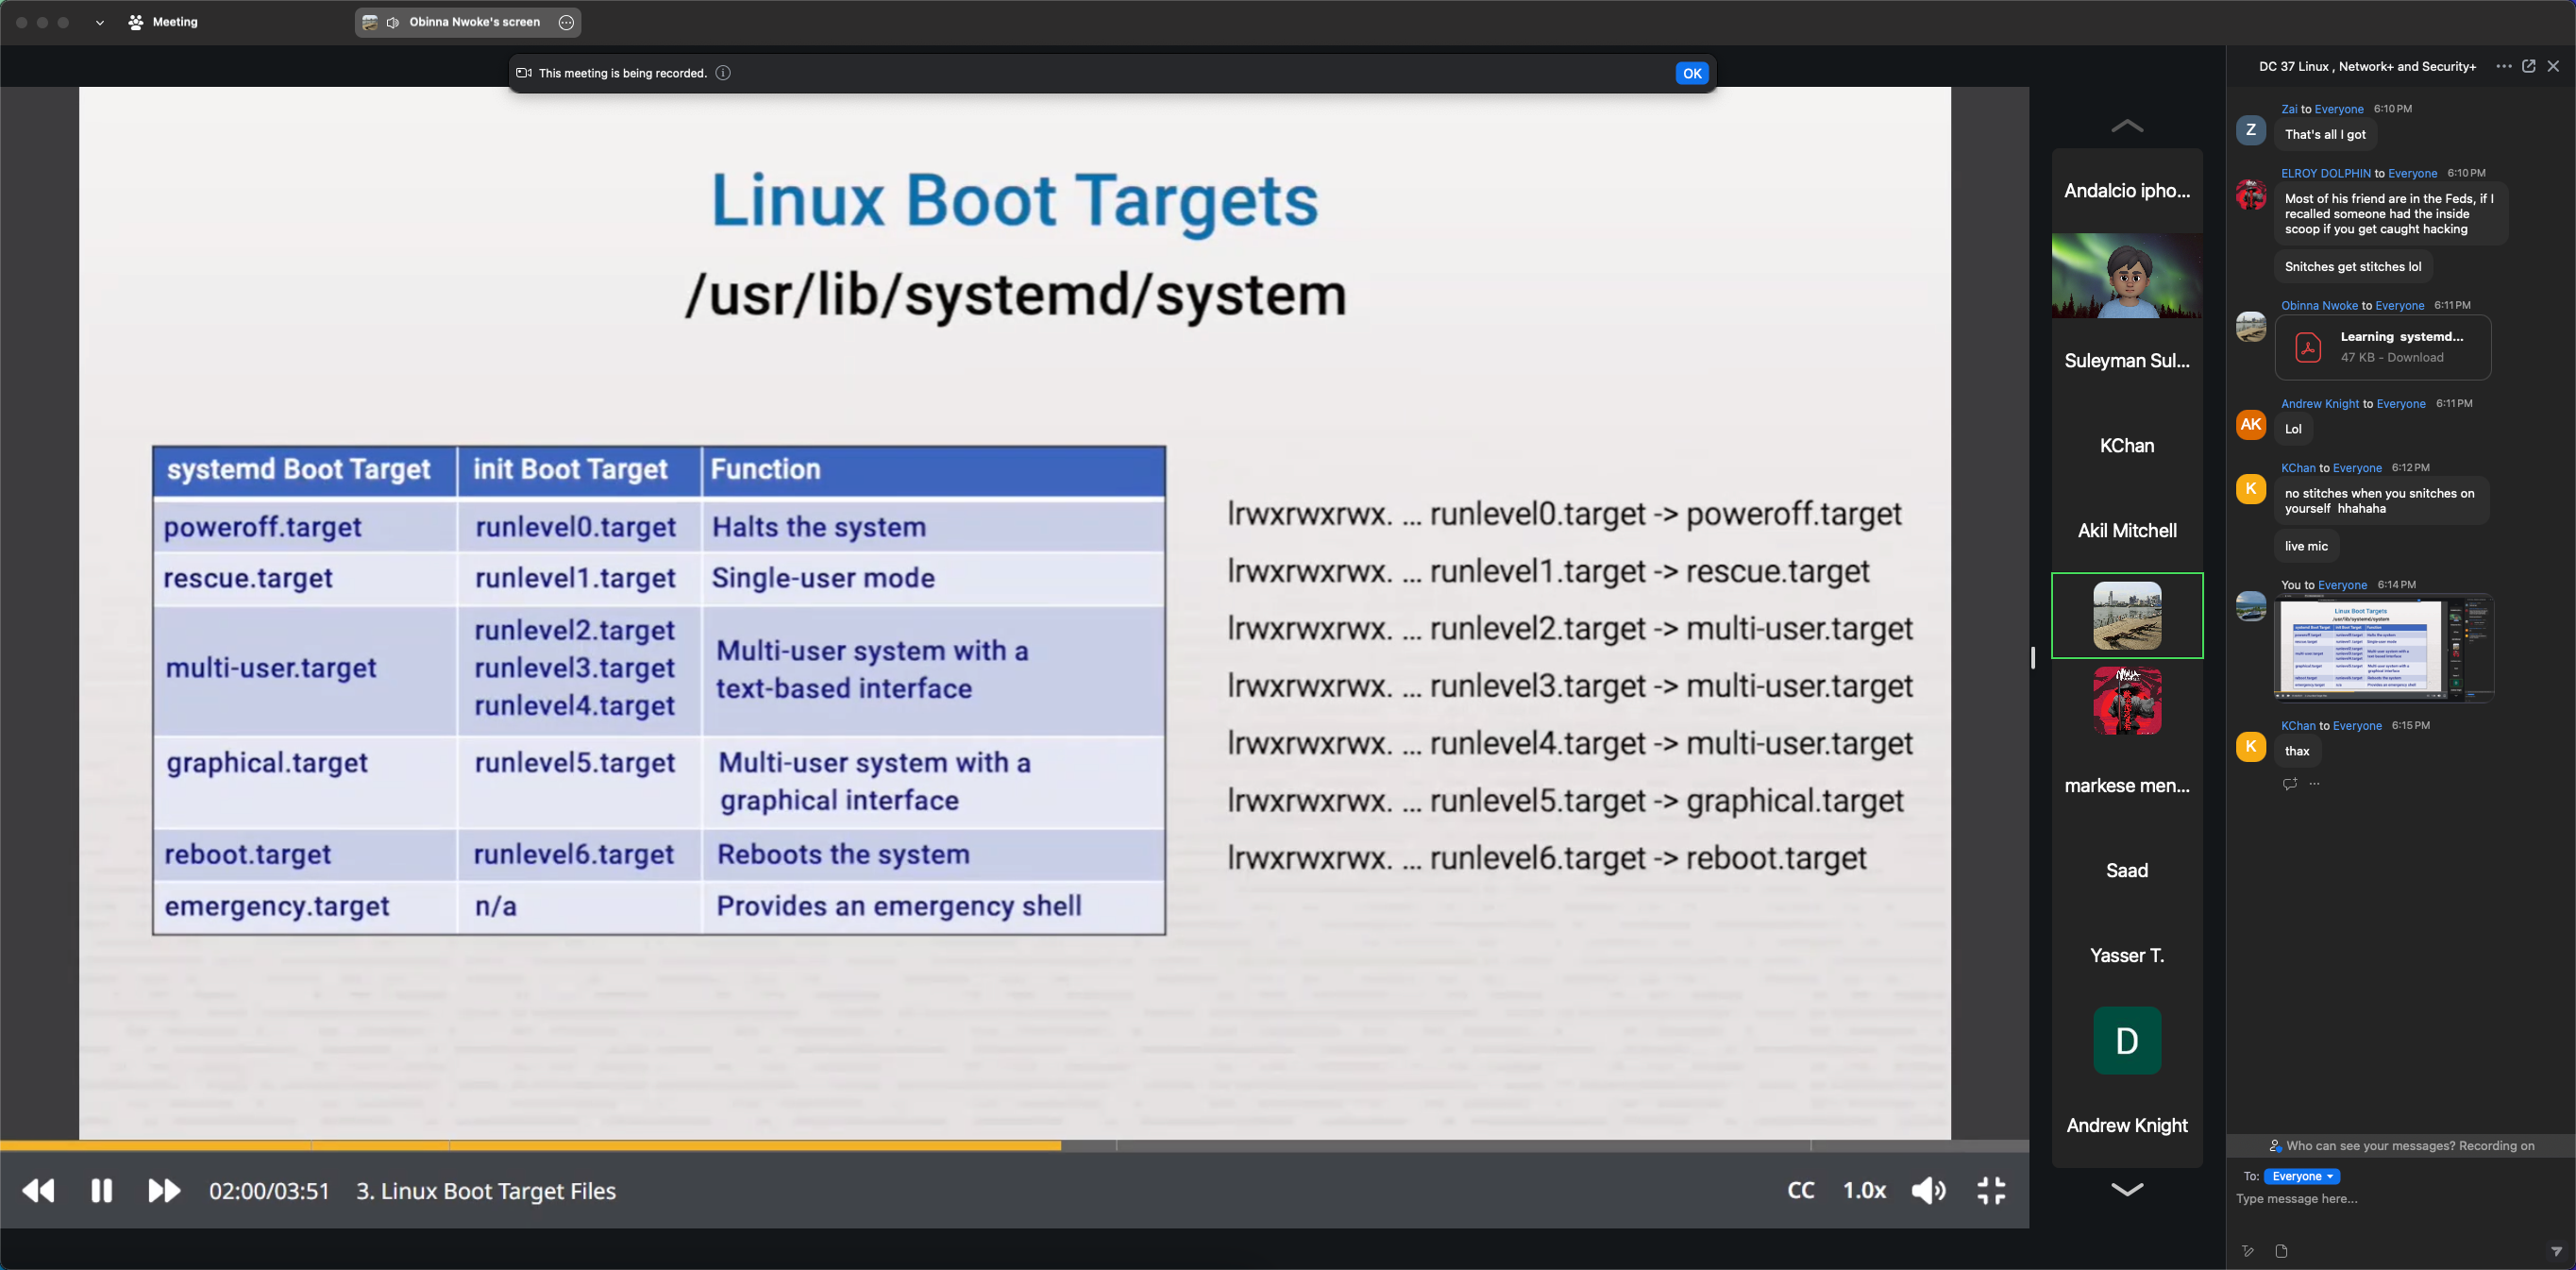 Meeting
Obinna Nwoke's screen
This meeting is being recorded.
OK
Linux Boot Targets
/usr/lib/systemd/system
systemd Boot Target init Boot Target Function
poweroff.target runlevel0.target Halts the system
rescue.target runlevel1.target Single-user mode
multi-user.target runlevel2.target runlevel3.target runlevel4.target Multi-user system with a text-based interface
graphical.target runlevel5.target Multi-user system with a graphical interface
reboot.target runlevel6.target Reboots the system
emergency.target n/a Provides an emergency shell
lrwxrwxrwx. ... runlevel0.target -> poweroff.target
lrwxrwxrwx. ... runlevel1.target -> rescue.target
lrwxrwxrwx. ... runlevel2.target -> multi-user.target
lrwxrwxrwx. ... runlevel3.target -> multi-user.target
lrwxrwxrwx. ... runlevel4.target -> multi-user.target
lrwxrwxrwx. ... runlevel5.target -> graphical.target
lrwxrwxrwx. ... runlevel6.target -> reboot.target
02:00/03:51 3. Linux Boot Target Files
CC 1.0x
Andalcio ipho...
Suleyman Sul...
KChan
Akil Mitchell
markese men...
Saad
Yasser T.
D
Andrew Knight
DC 37 Linux , Network+ and Security+
Zai to Everyone 6:10 PM
Z
That's all I got
ELROY DOLPHIN to Everyone 6:10 PM
Most of his friend are in the Feds, if I
recalled someone had the inside
scoop if you get caught hacking
Snitches get stitches lol
Obinna Nwoke to Everyone 6:11 PM
Learning systemd...
47 KB - Download
Andrew Knight to Everyone 6:11 PM
AK
Lol
KChan to Everyone 6:12 PM
K
no stitches when you snitches on
yourself hhahaha
live mic
You to Everyone 6:14 PM
Linux Boot Targets
/usr/lib/systemd/system
KChan to Everyone 6:15 PM
K
thax
Who can see your messages? Recording on
To: Everyone
Type message here...